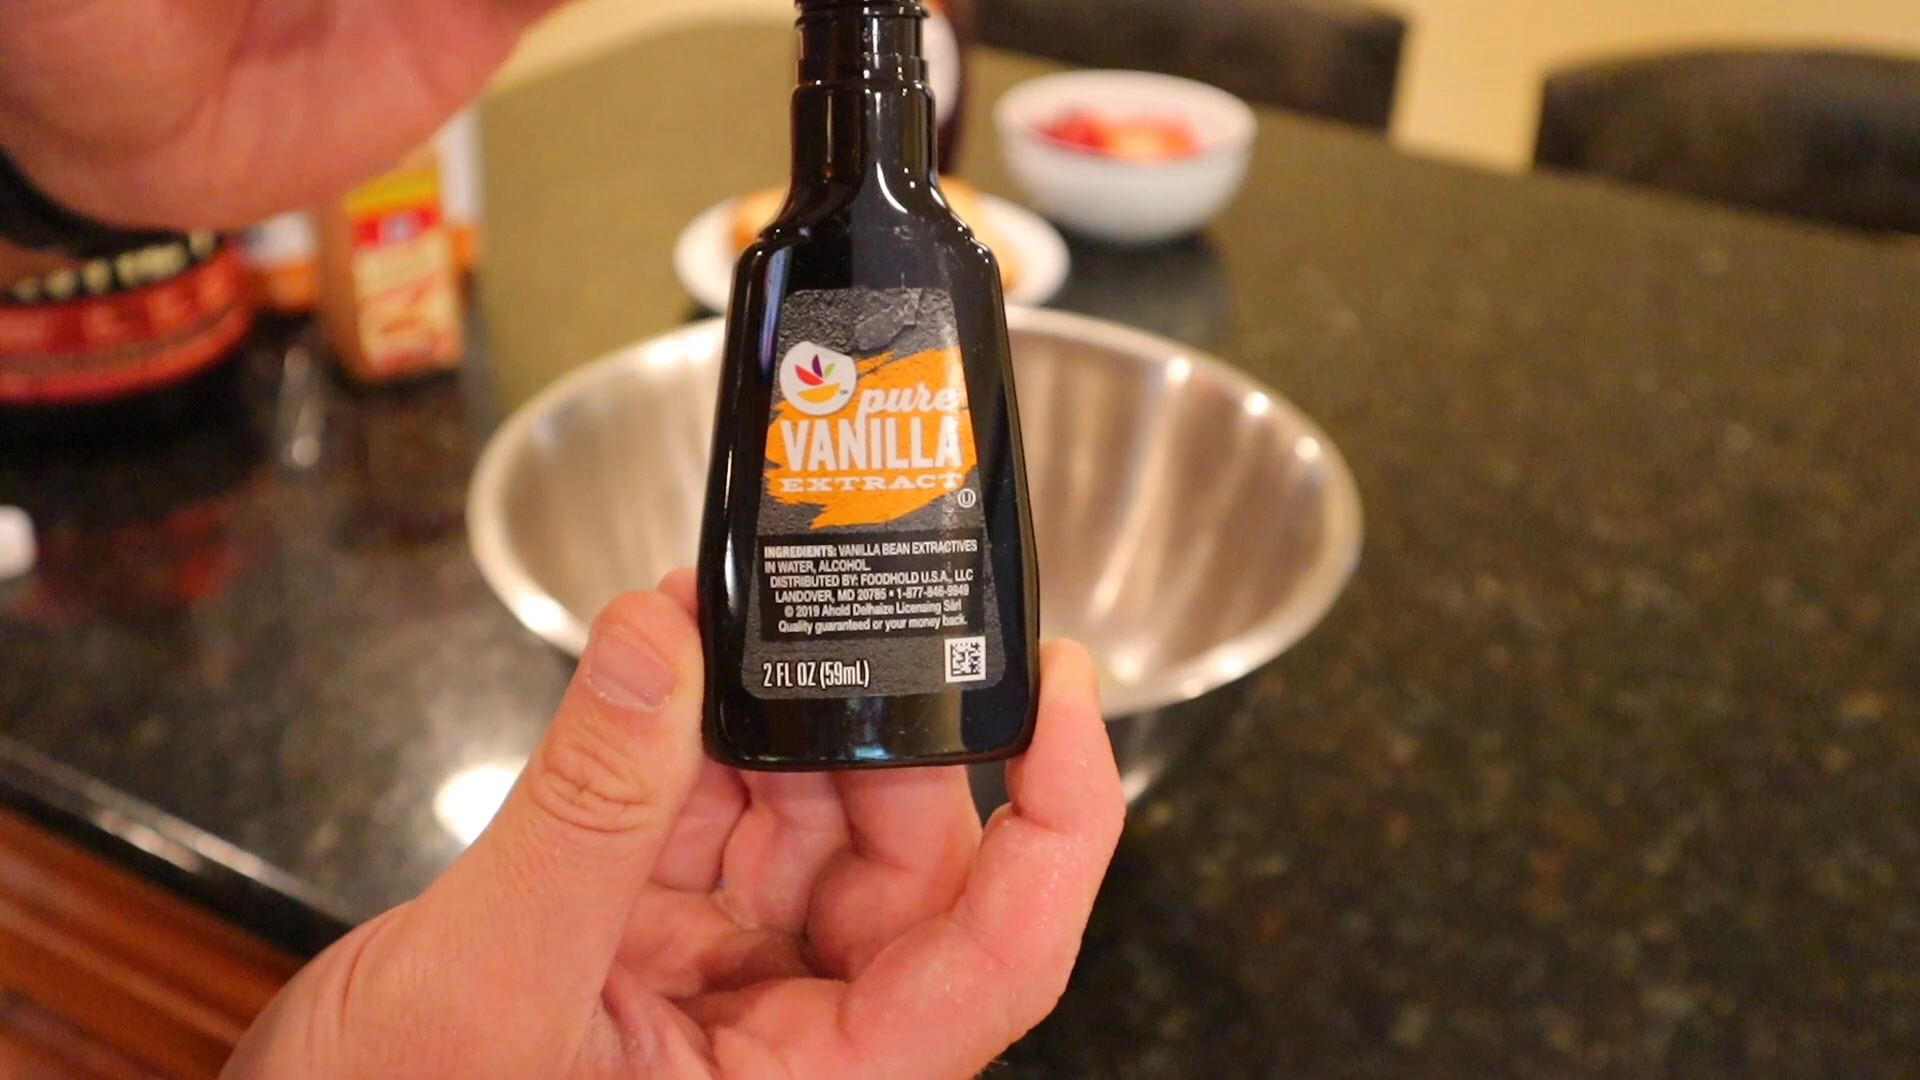 pure
VANILLA
EXTRACT
INGREDIENTS: VANILLA BEAN EXTRACTIVES
IN WATER, ALCOHOL.
DISTRIBUTED BY: FOODHOLD U.S.A., LLC
LANDOVER, MD 20785 • 1-877-846-9949
© 2019 Ahold Delhaize Licensing Sàrl
Quality guaranteed or your money back.
2 FL OZ (59mL)